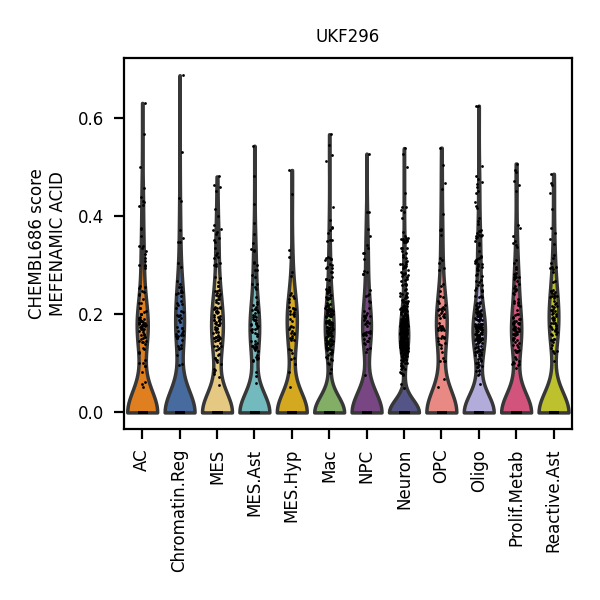 UKF296
CHEMBL686 score
MEFENAMIC ACID
0.6
0.4
0.2
0.0
AC
Chromatin.Reg
MES
MES.Ast
MES.Hyp
Mac
NPC
Neuron
OPC
Oligo
Prolif.Metab
Reactive.Ast